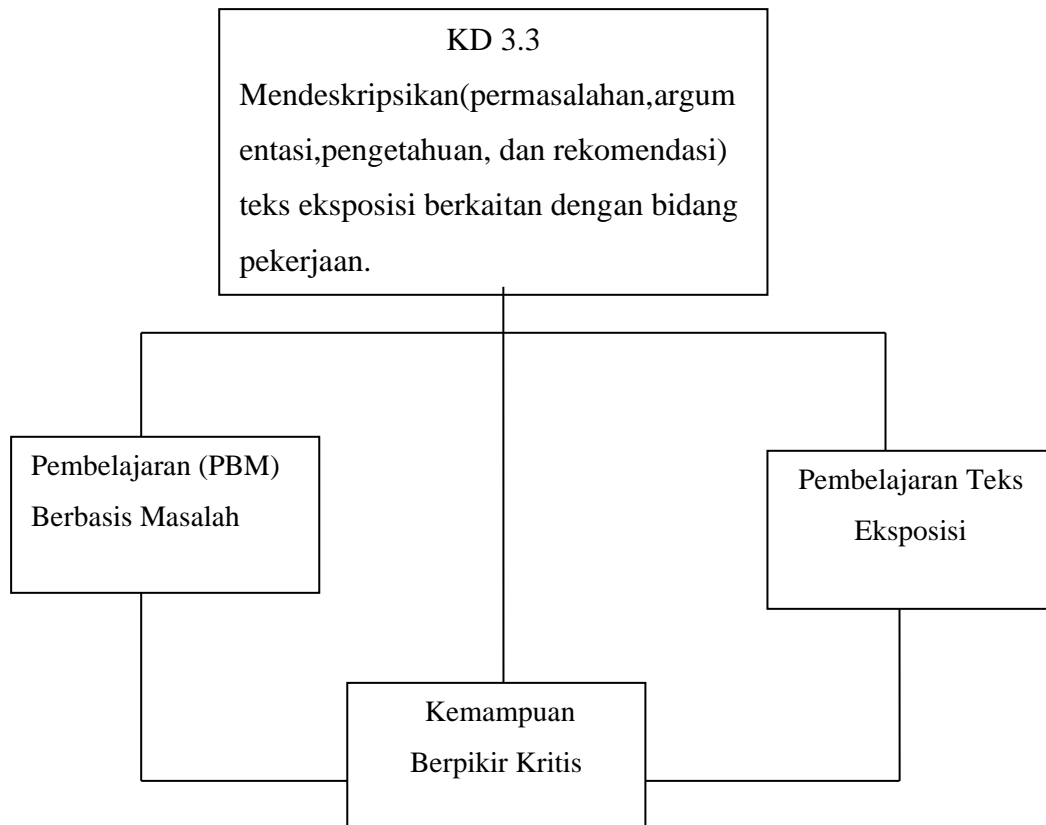 KD 3.3
Mendeskripsikan(permasalahan,argum
entasi,pengetahuan, dan rekomendasi)
teks eksposisi berkaitan dengan bidang
pekerjaan.
Pembelajaran (PBM)
Berbasis Masalah
Pembelajaran Teks
Eksposisi
Kemampuan
Berpikir Kritis